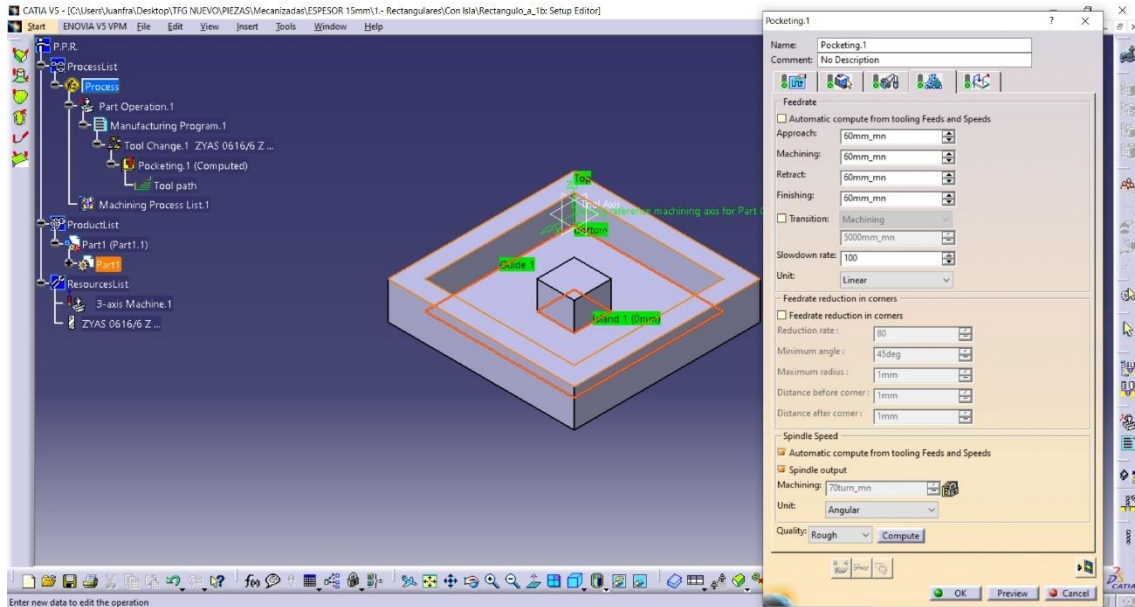 CATIA V5 - [C:\Users\Juanfra\Desktop\TFG NUEVO\PIEZAS\Mecanizadas\ESPESOR 15mm\1.- Rectangulares\Con Isla\Rectangulo_a_1b: Setup Editor]
Start ENOVIA V5 VPM File Edit View Insert Tools Window Help
P.P.R.
ProcessList
Process
Part Operation.1
Manufacturing Program.1
Tool Change.1 ZYAS 0616/6 Z ...
Pocketing.1 (Computed)
Tool path
Machining Process List.1
ProductList
Part1 (Part1.1)
Part1
ResourcesList
3-axis Machine.1
ZYAS 0616/6 Z ...
Top
Tool Axis
reference machining axis for Part
Bottom
Guide 1
Island 1 (0mm)
Pocketing.1 ? X
Name: Pocketing.1
Comment: No Description
Feedrate
Automatic compute from tooling Feeds and Speeds
Approach: 60mm_mn
Machining: 60mm_mn
Retract: 60mm_mn
Finishing: 60mm_mn
Transition: Machining
5000mm_mn
Slowdown rate: 100
Unit: Linear
Feedrate reduction in corners
Feedrate reduction in corners
Reduction rate : 80
Minimum angle : 45deg
Maximum radius : 1mm
Distance before corner : 1mm
Distance after corner : 1mm
Spindle Speed
Automatic compute from tooling Feeds and Speeds
Spindle output
Machining: 70turn_mn
Unit: Angular
Quality: Rough Compute
OK Preview Cancel
CATIA
Enter new data to edit the operation